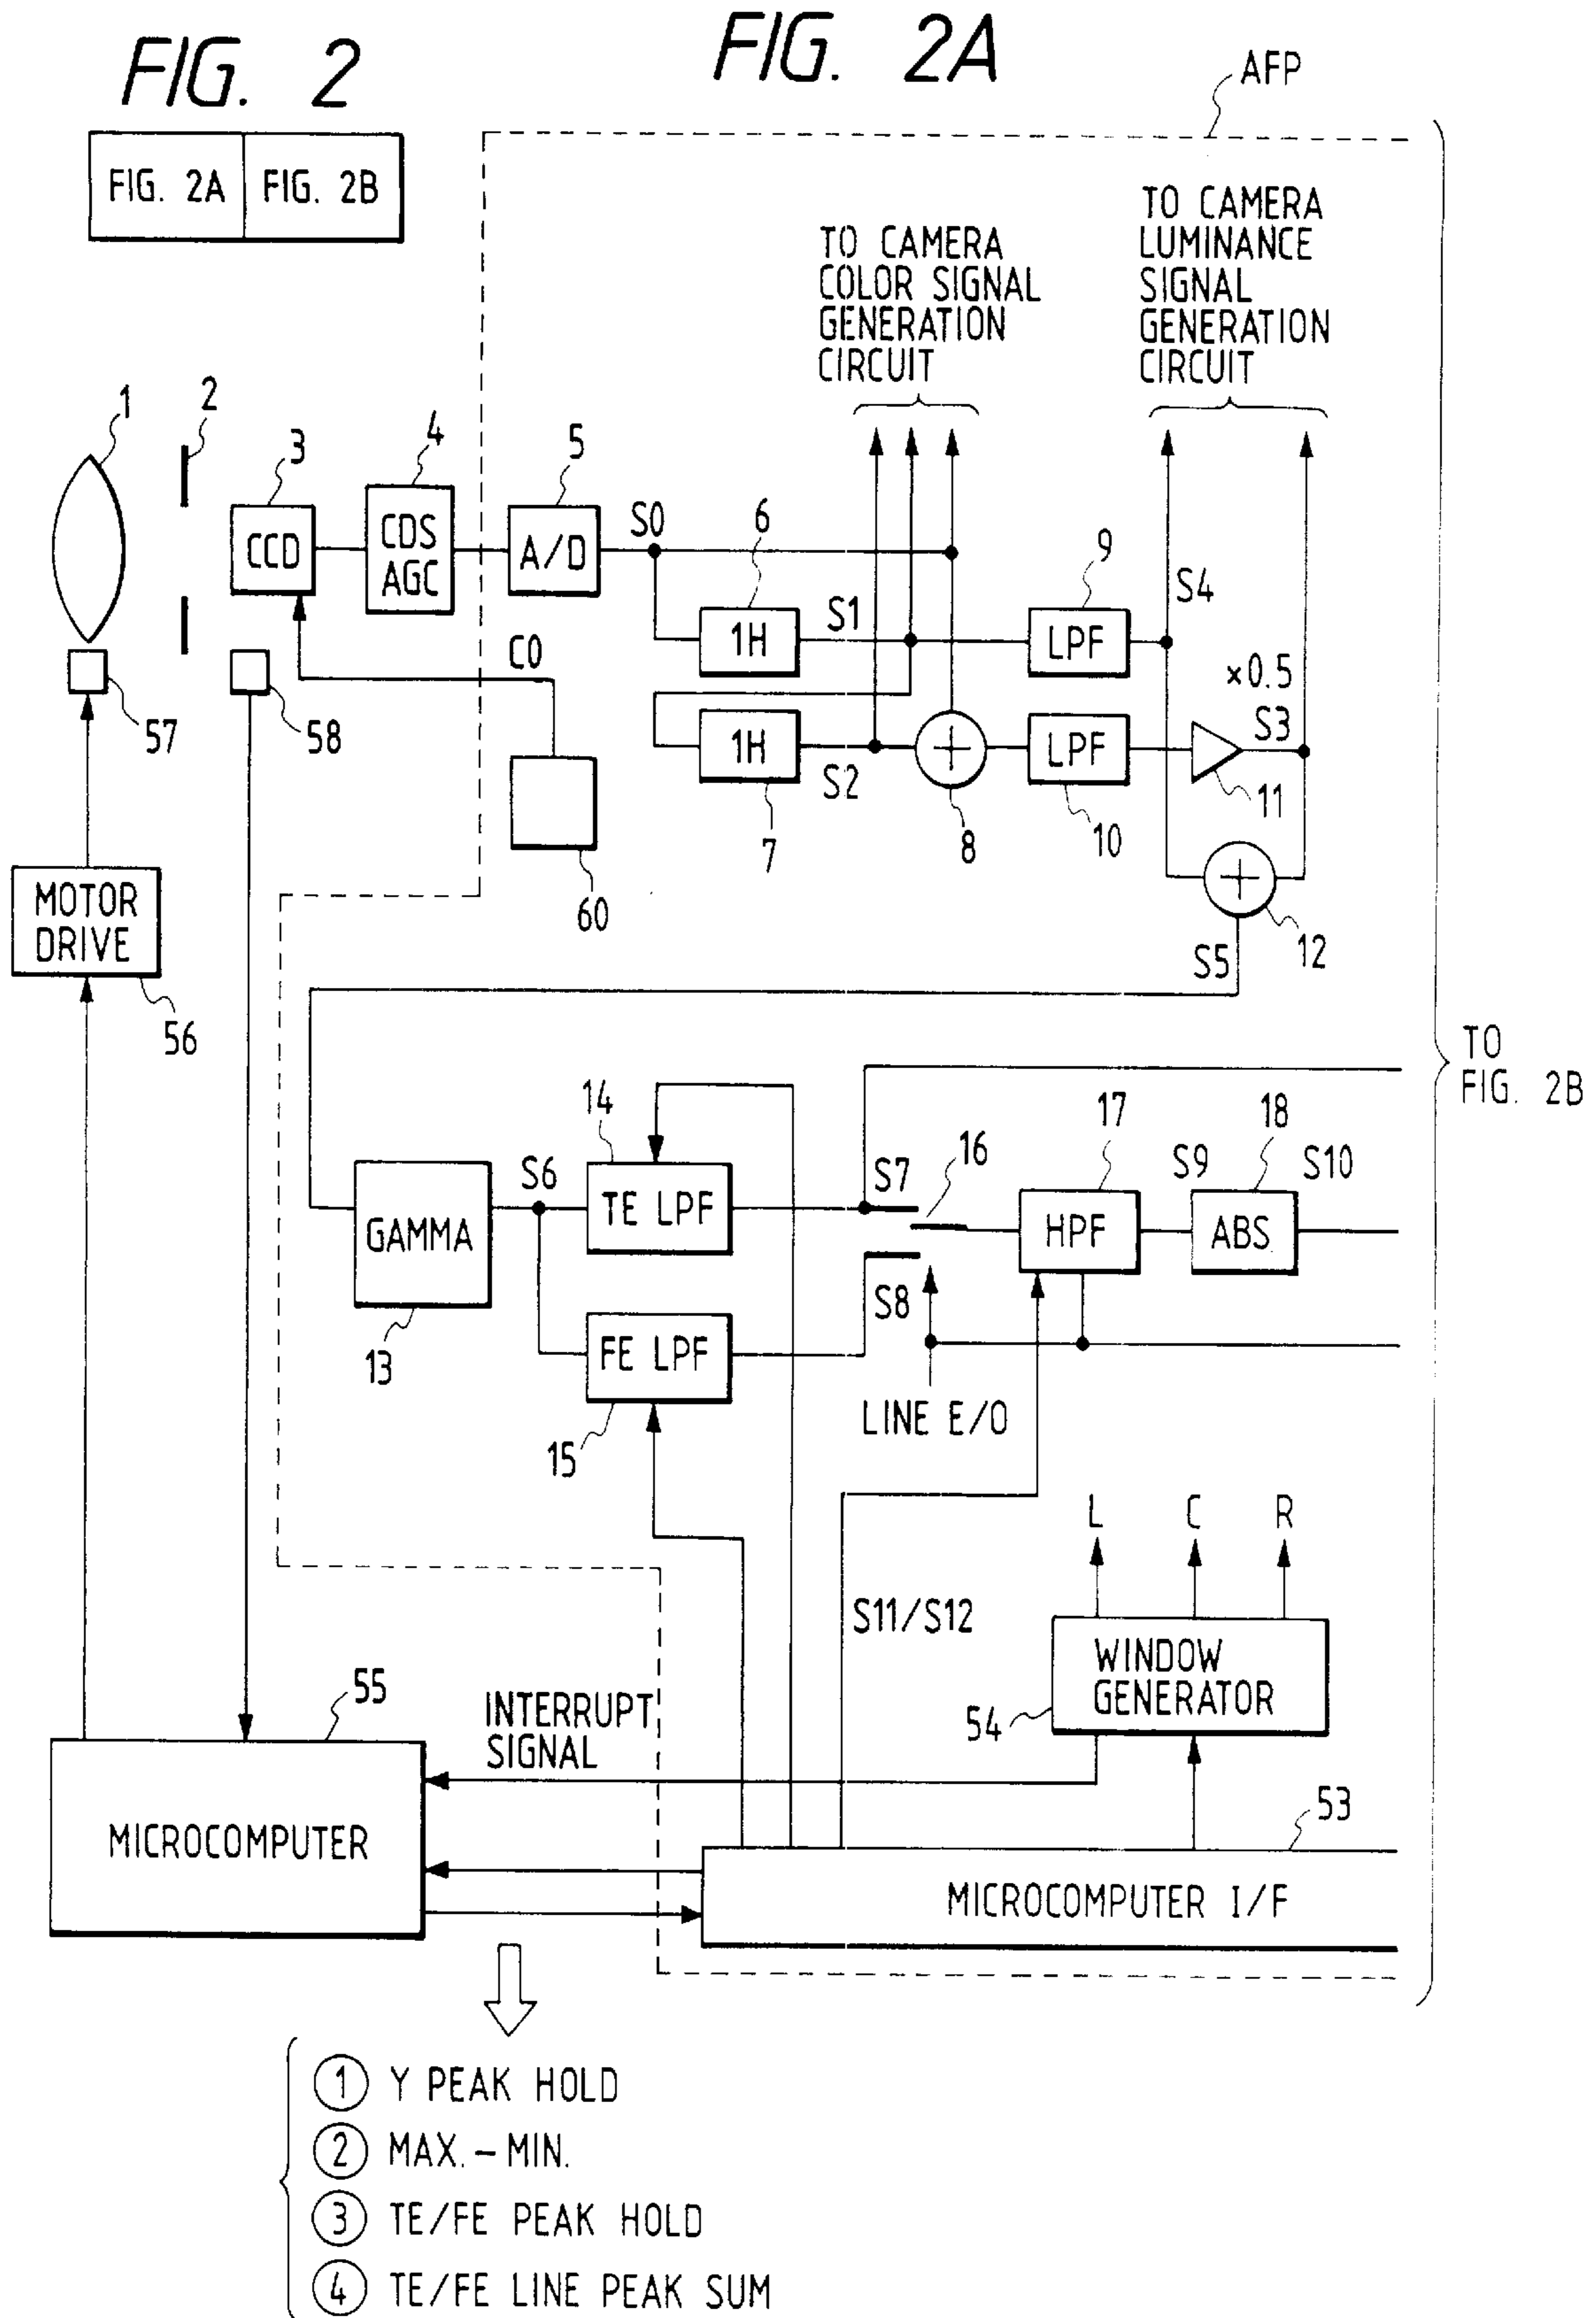 FIG. 2
FIG. 2A
AFP
FIG. 2A
FIG. 2B
TO CAMERA
COLOR SIGNAL
GENERATION
CIRCUIT
TO CAMERA
LUMINANCE
SIGNAL
GENERATION
CIRCUIT
1
2
3
4
5
CCD
CDS
AGC
A/D
S0
6
1H
S1
9
LPF
S4
C0
×0.5
S3
57
58
1H
S2
7
8
LPF
10
11
60
12
S5
MOTOR
DRIVE
56
TO
FIG. 2B
14
S6
TE LPF
S7
16
17
HPF
S9
18
ABS
S10
GAMMA
13
S8
FE LPF
15
LINE E/O
L
C
R
S11/S12
WINDOW
GENERATOR
54
55
INTERRUPT
SIGNAL
53
MICROCOMPUTER
MICROCOMPUTER I/F
1 Y PEAK HOLD
2 MAX.-MIN.
3 TE/FE PEAK HOLD
4 TE/FE LINE PEAK SUM